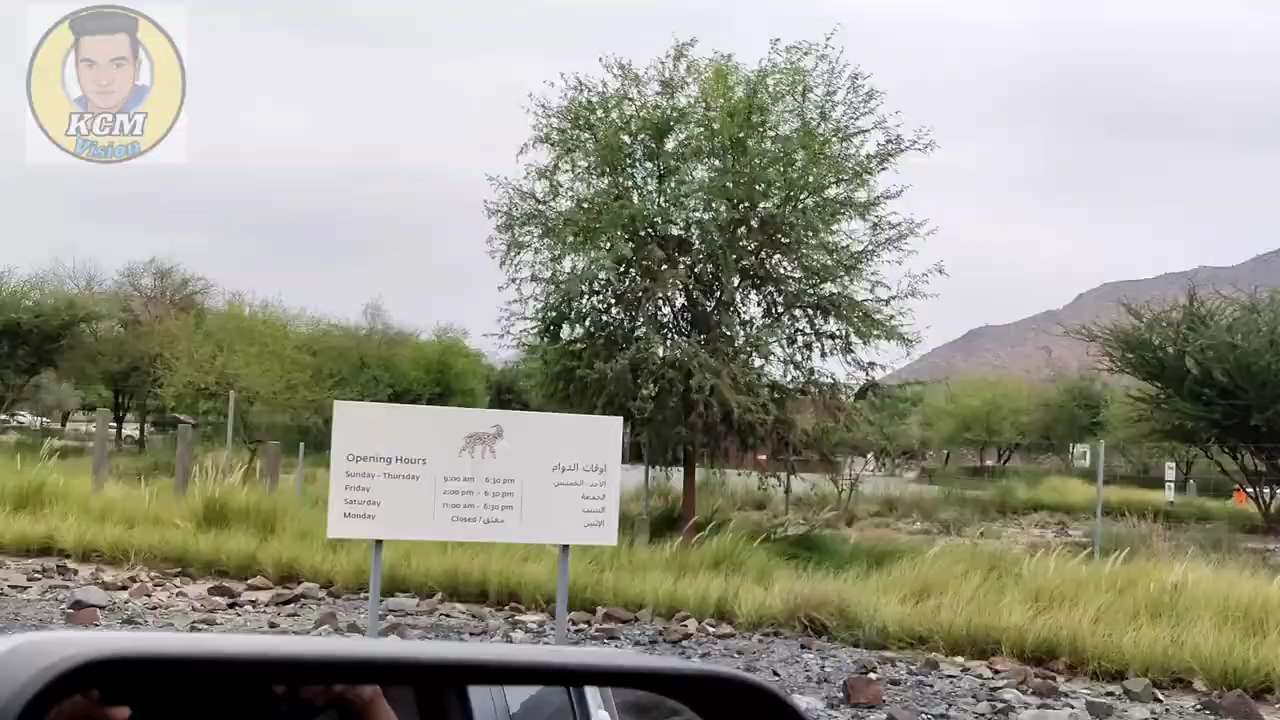 KCM
Vision
Opening Hours
أوقات الدوام
Sunday - Thursday 9:00 am - 6:30 pm الأحد - الخميس
Friday 2:00 pm - 6:30 pm الجمعة
Saturday 11:00 am - 6:30 pm السبت
Monday Closed / مغلق الإثنين